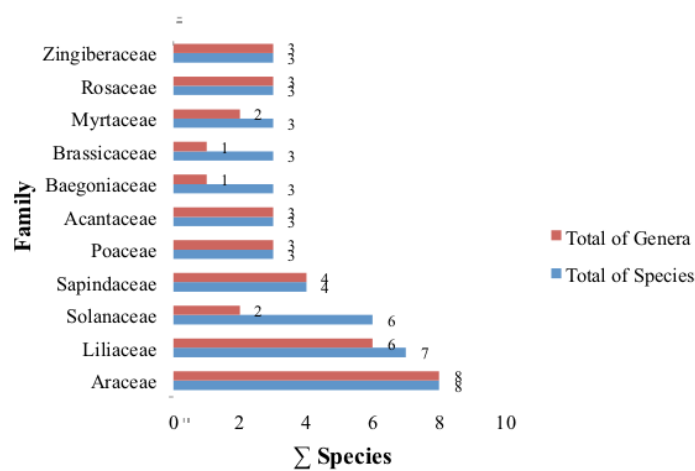 Zingiberaceae 3 3
Rosaceae 3 3
Myrtaceae 2 3
Brassicaceae 1 3
Baegoniaceae 1 3
Acantaceae 3 3
Poaceae 3 3
Sapindaceae 4 4
Solanaceae 2 6
Liliaceae 6 7
Araceae 8 8
Family
Total of Genera
Total of Species
0 2 4 6 8 10
∑ Species